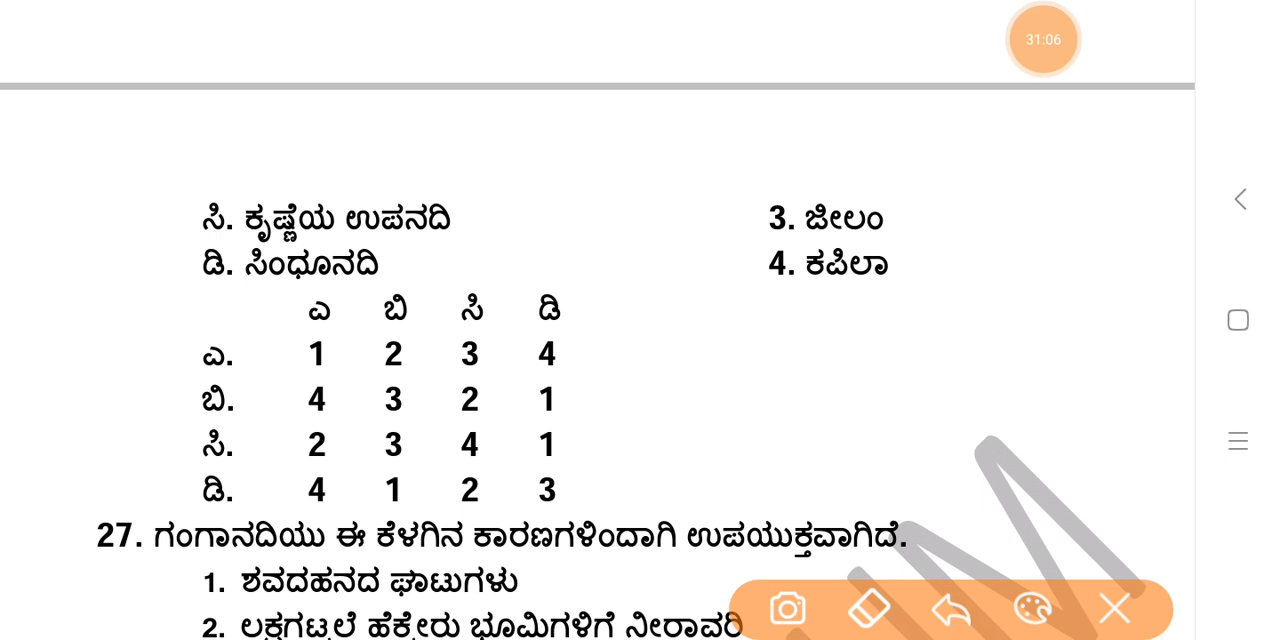 31:06
ಸಿ. ಕೃಷ್ಣೆಯ ಉಪನದಿ 3. ಜೀಲಂ
ಡಿ. ಸಿಂಧೂನದಿ 4. ಕಪಿಲಾ
ಎ ಬಿ ಸಿ ಡಿ
ಎ. 1 2 3 4
ಬಿ. 4 3 2 1
ಸಿ. 2 3 4 1
ಡಿ. 4 1 2 3
27. ಗಂಗಾನದಿಯು ಈ ಕೆಳಗಿನ ಕಾರಣಗಳಿಂದಾಗಿ ಉಪಯುಕ್ತವಾಗಿದೆ.
1. ಶವದಹನದ ಘಾಟುಗಳು
2. ಲಕ್ಷಗಟ್ಟಲೆ ಹೆಕ್ಟೇರು ಭೂಮಿಗಳಿಗೆ ನೀರಾವರಿ